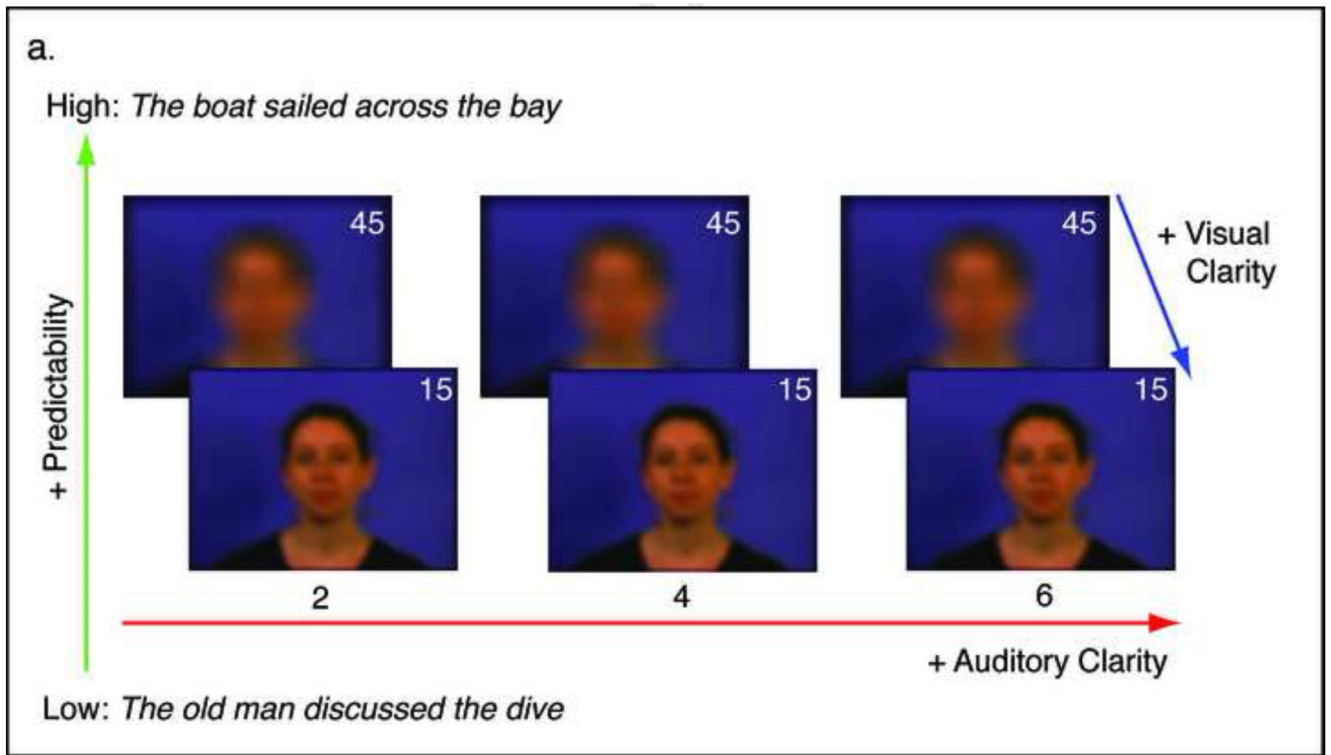 a.
High: The boat sailed across the bay
45
45
45
+ Visual
Clarity
+ Predictability
15
15
15
2
4
6
+ Auditory Clarity
Low: The old man discussed the dive